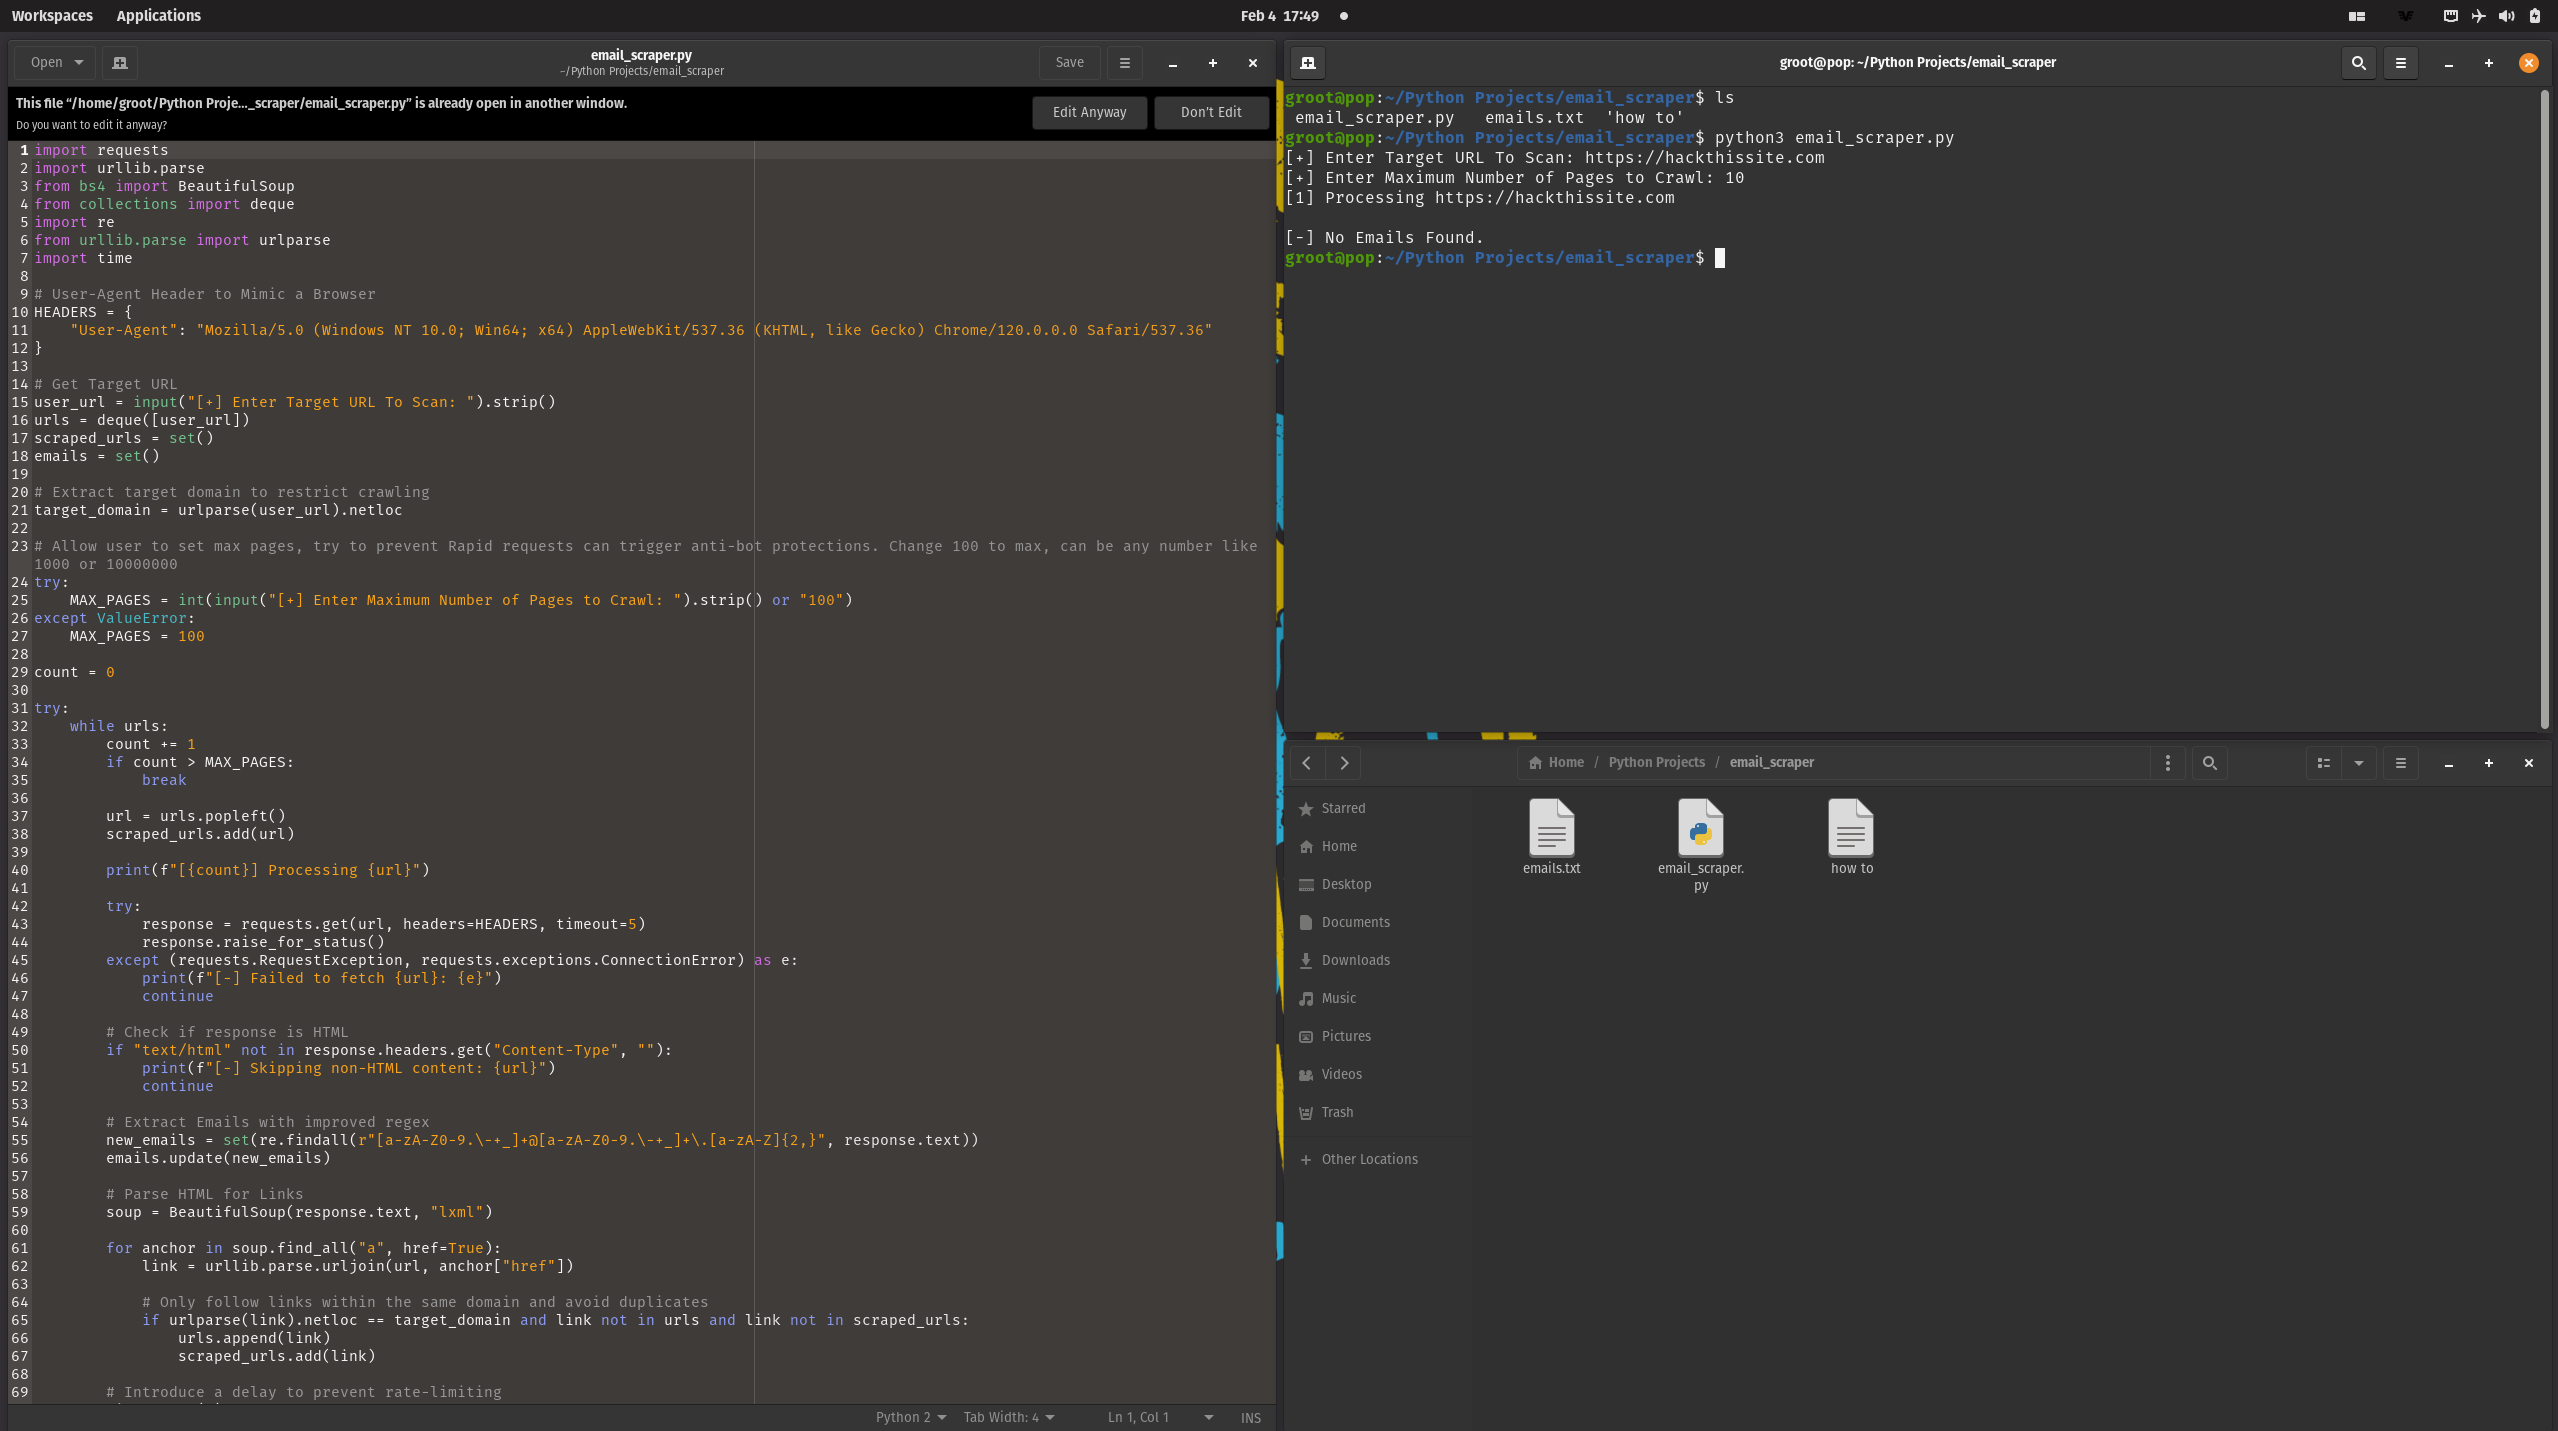 Workspaces Applications
Feb 4 17:49
Open
email_scraper.py
~/Python Projects/email_scraper
Save
This file “/home/groot/Python Proje…_scraper/email_scraper.py” is already open in another window.
Do you want to edit it anyway?
Edit Anyway
Don’t Edit
1 import requests
2 import urllib.parse
3 from bs4 import BeautifulSoup
4 from collections import deque
5 import re
6 from urllib.parse import urlparse
7 import time
8
9 # User-Agent Header to Mimic a Browser
10 HEADERS = {
11     "User-Agent": "Mozilla/5.0 (Windows NT 10.0; Win64; x64) AppleWebKit/537.36 (KHTML, like Gecko) Chrome/120.0.0.0 Safari/537.36"
12 }
13
14 # Get Target URL
15 user_url = input("[+] Enter Target URL To Scan: ").strip()
16 urls = deque([user_url])
17 scraped_urls = set()
18 emails = set()
19
20 # Extract target domain to restrict crawling
21 target_domain = urlparse(user_url).netloc
22
23 # Allow user to set max pages, try to prevent Rapid requests can trigger anti-bot protections. Change 100 to max, can be any number like
1000 or 10000000
24 try:
25     MAX_PAGES = int(input("[+] Enter Maximum Number of Pages to Crawl: ").strip() or "100")
26 except ValueError:
27     MAX_PAGES = 100
28
29 count = 0
30
31 try:
32     while urls:
33         count += 1
34         if count > MAX_PAGES:
35             break
36
37         url = urls.popleft()
38         scraped_urls.add(url)
39
40         print(f"[{count}] Processing {url}")
41
42         try:
43             response = requests.get(url, headers=HEADERS, timeout=5)
44             response.raise_for_status()
45         except (requests.RequestException, requests.exceptions.ConnectionError) as e:
46             print(f"[-] Failed to fetch {url}: {e}")
47             continue
48
49         # Check if response is HTML
50         if "text/html" not in response.headers.get("Content-Type", ""):
51             print(f"[-] Skipping non-HTML content: {url}")
52             continue
53
54         # Extract Emails with improved regex
55         new_emails = set(re.findall(r"[a-zA-Z0-9.\-+_]+@[a-zA-Z0-9.\-+_]+\.[a-zA-Z]{2,}", response.text))
56         emails.update(new_emails)
57
58         # Parse HTML for Links
59         soup = BeautifulSoup(response.text, "lxml")
60
61         for anchor in soup.find_all("a", href=True):
62             link = urllib.parse.urljoin(url, anchor["href"])
63
64             # Only follow links within the same domain and avoid duplicates
65             if urlparse(link).netloc == target_domain and link not in urls and link not in scraped_urls:
66                 urls.append(link)
67                 scraped_urls.add(link)
68
69         # Introduce a delay to prevent rate-limiting
Python 2 Tab Width: 4 Ln 1, Col 1 INS
groot@pop: ~/Python Projects/email_scraper
groot@pop:~/Python Projects/email_scraper$ ls
email_scraper.py   emails.txt  'how to'
groot@pop:~/Python Projects/email_scraper$ python3 email_scraper.py
[+] Enter Target URL To Scan: https://hackthissite.com
[+] Enter Maximum Number of Pages to Crawl: 10
[1] Processing https://hackthissite.com
[-] No Emails Found.
groot@pop:~/Python Projects/email_scraper$
Home / Python Projects / email_scraper
Starred
Home
Desktop
Documents
Downloads
Music
Pictures
Videos
Trash
Other Locations
emails.txt
email_scraper.
py
how to